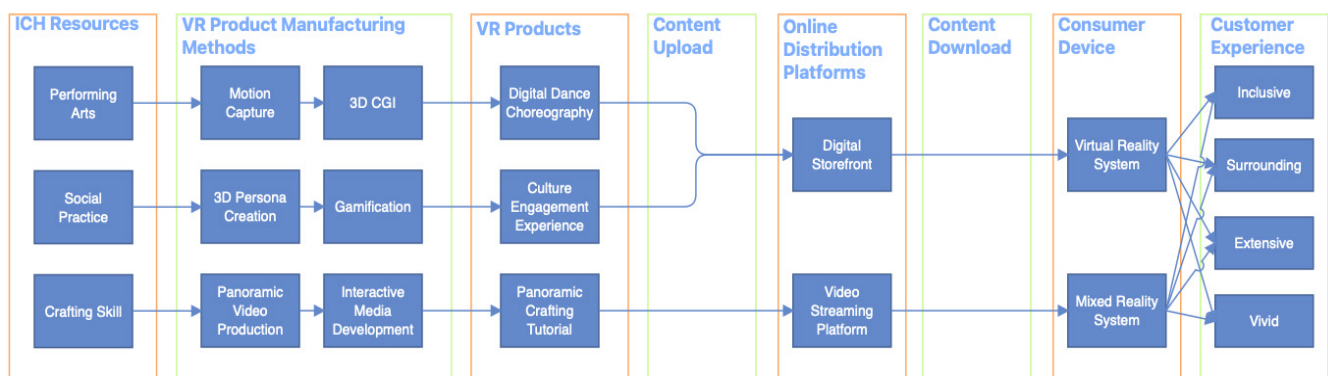 ICH Resources
VR Product Manufacturing
Methods
VR Products
Content
Upload
Online
Distribution
Platforms
Content
Download
Consumer
Device
Customer
Experience
Performing
Arts
Motion
Capture
3D CGI
Digital Dance
Choreography
Social
Practice
3D Persona
Creation
Gamification
Culture
Engagement
Experience
Crafting Skill
Panoramic
Video
Production
Interactive
Media
Development
Panoramic
Crafting
Tutorial
Digital
Storefront
Video
Streaming
Platform
Virtual Reality
System
Mixed Reality
System
Inclusive
Surrounding
Extensive
Vivid